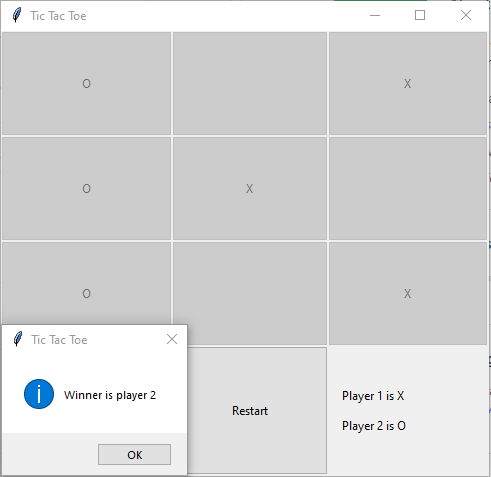 Tic Tac Toe
O X
O X
O X
Tic Tac Toe
Winner is player 2
OK
Restart
Player 1 is X
Player 2 is O